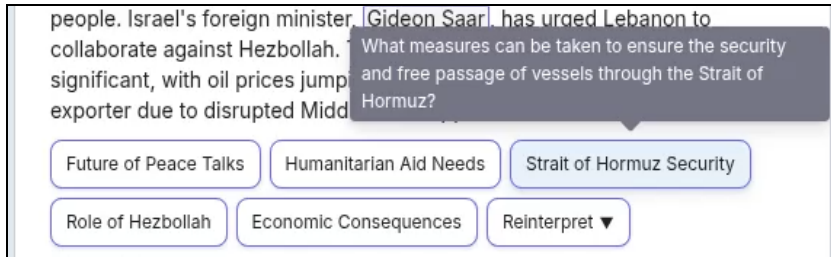 people. Israel's foreign minister, Gideon Saar, has urged Lebanon to
collaborate against Hezbollah.
significant, with oil prices
exporter due to disrupted
What measures can be taken to ensure the security
and free passage of vessels through the Strait of
Hormuz?
Future of Peace Talks
Humanitarian Aid Needs
Strait of Hormuz Security
Role of Hezbollah
Economic Consequences
Reinterpret ▼